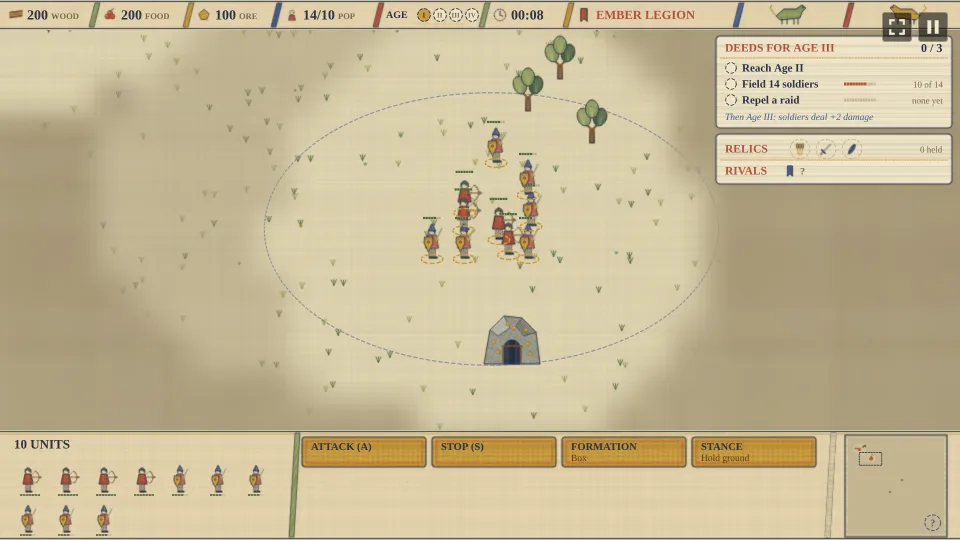 200 WOOD 200 FOOD 100 ORE 14/10 POP AGE I II III IV 00:08 EMBER LEGION
DEEDS FOR AGE III 0 / 3
Reach Age II
Field 14 soldiers 10 of 14
Repel a raid none yet
Then Age III: soldiers deal +2 damage
RELICS 0 held
RIVALS ?
10 UNITS
ATTACK (A) STOP (S) FORMATION STANCE
Box Hold ground
?